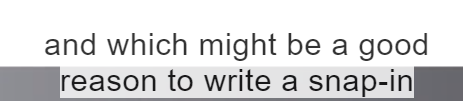 and which might be a good
reason to write a snap-in